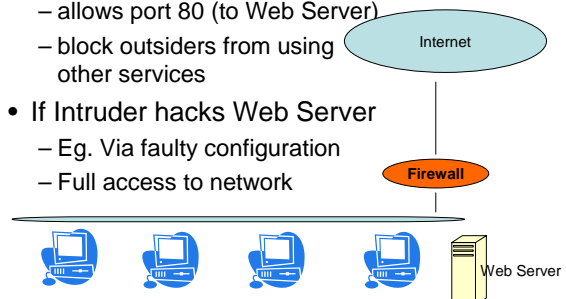 – allows port 80 (to Web Server)
– block outsiders from using
other services
• If Intruder hacks Web Server
– Eg. Via faulty configuration
– Full access to network
Internet
Firewall
Web Server